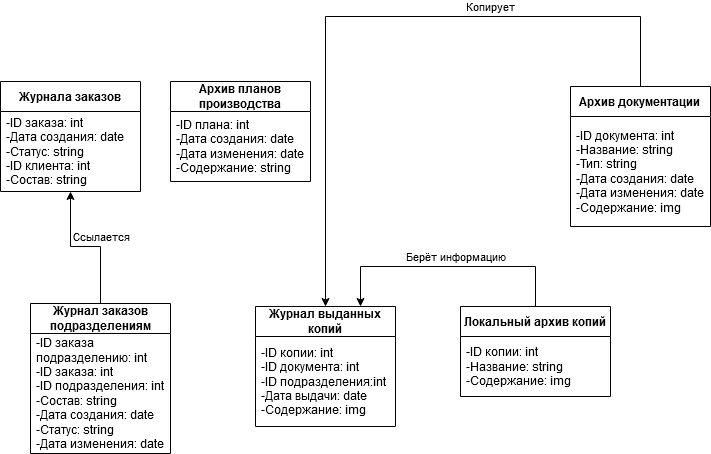 Копирует
Журнала заказов
-ID заказа: int
-Дата создания: date
-Статус: string
-ID клиента: int
-Состав: string
Архив планов
производства
-ID плана: int
-Дата создания: date
-Дата изменения: date
-Содержание: string
Архив документации
-ID документа: int
-Название: string
-Тип: string
-Дата создания: date
-Дата изменения: date
-Содержание: img
Ссылается
Берёт информацию
Журнал заказов
подразделениям
-ID заказа
подразделению: int
-ID заказа: int
-ID подразделения: int
-Состав: string
-Дата создания: date
-Статус: string
-Дата изменения: date
Журнал выданных
копий
-ID копии: int
-ID документа: int
-ID подразделения:int
-Дата выдачи: date
-Содержание: img
Локальный архив копий
-ID копии: int
-Название: string
-Содержание: img